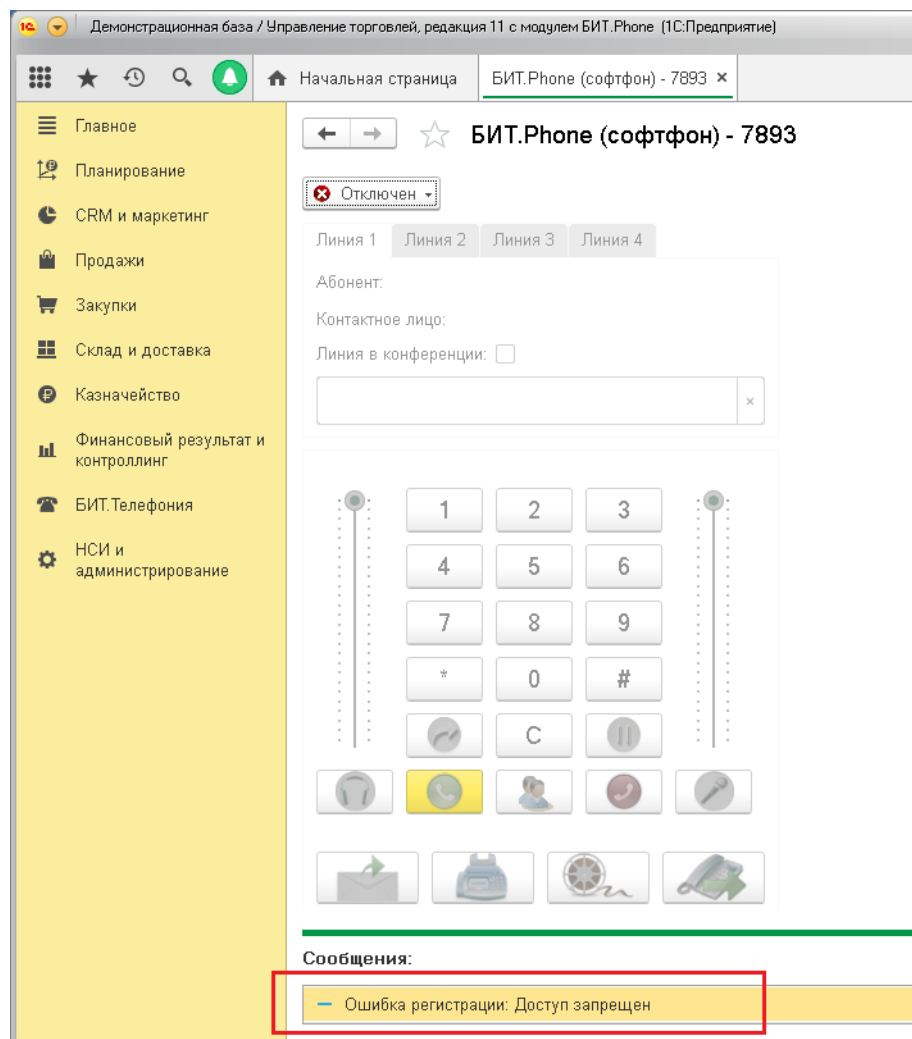 Демонстрационная база / Управление торговлей, редакция 11 с модулем БИТ.Phone (1С:Предприятие)
Начальная страница
БИТ.Phone (софтфон) - 7893 ×
Главное
Планирование
CRM и маркетинг
Продажи
Закупки
Склад и доставка
Казначейство
Финансовый результат и
контроллинг
БИТ.Телефония
НСИ и
администрирование
БИТ.Phone (софтфон) - 7893
Отключен
Линия 1 Линия 2 Линия 3 Линия 4
Абонент:
Контактное лицо:
Линия в конференции:
×
1 2 3
4 5 6
7 8 9
* 0 #
C
Сообщения:
Ошибка регистрации: Доступ запрещен